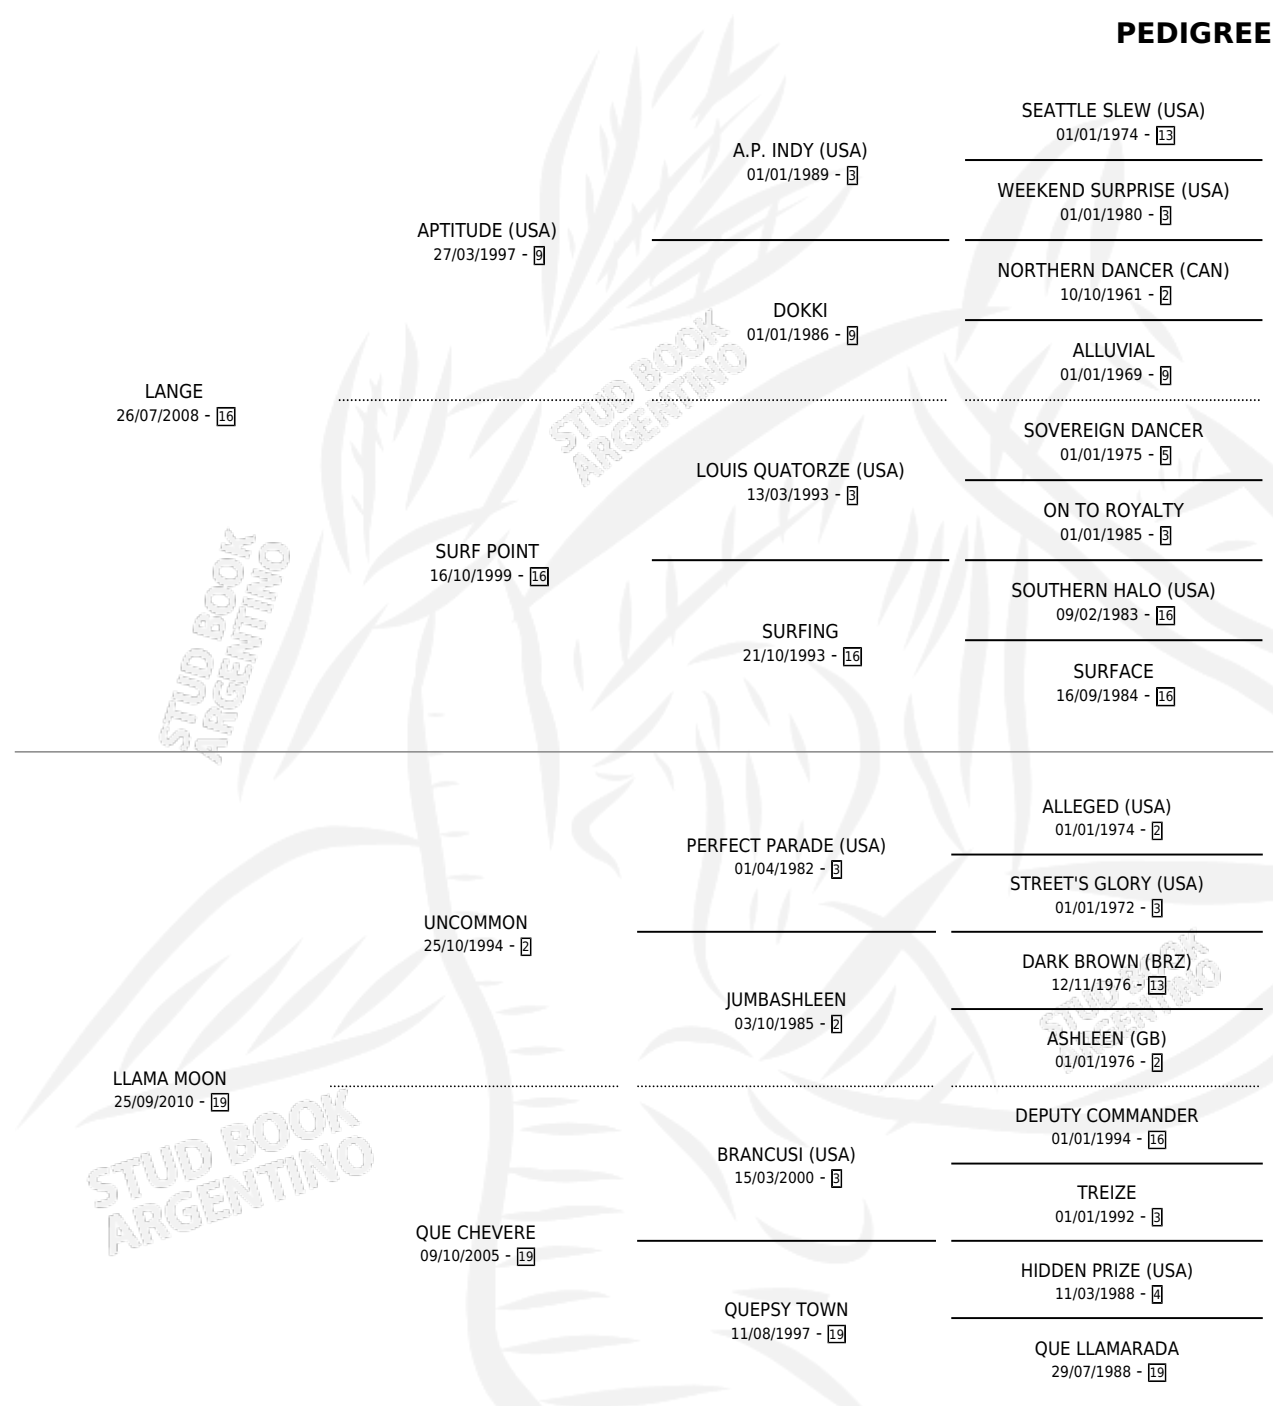 PEDIGREE
SEATTLE SLEW (USA)
01/01/1974 - 13
A.P. INDY (USA)
01/01/1989 - 3
WEEKEND SURPRISE (USA)
01/01/1980 - 3
APTITUDE (USA)
27/03/1997 - 9
NORTHERN DANCER (CAN)
10/10/1961 - 2
DOKKI
01/01/1986 - 9
ALLUVIAL
01/01/1969 - 9
LANGE
26/07/2008 - 16
SOVEREIGN DANCER
01/01/1975 - 5
LOUIS QUATORZE (USA)
13/03/1993 - 3
ON TO ROYALTY
01/01/1985 - 3
SURF POINT
16/10/1999 - 16
SOUTHERN HALO (USA)
09/02/1983 - 16
SURFING
21/10/1993 - 16
SURFACE
16/09/1984 - 16
ALLEGED (USA)
01/01/1974 - 2
PERFECT PARADE (USA)
01/04/1982 - 3
STREET'S GLORY (USA)
01/01/1972 - 3
UNCOMMON
25/10/1994 - 2
DARK BROWN (BRZ)
12/11/1976 - 13
JUMBASHLEEN
03/10/1985 - 2
ASHLEEN (GB)
01/01/1976 - 2
LLAMA MOON
25/09/2010 - 19
DEPUTY COMMANDER
01/01/1994 - 16
BRANCUSI (USA)
15/03/2000 - 3
TREIZE
01/01/1992 - 3
QUE CHEVERE
09/10/2005 - 19
HIDDEN PRIZE (USA)
11/03/1988 - 4
QUEPSY TOWN
11/08/1997 - 19
QUE LLAMARADA
29/07/1988 - 19
STUD BOOK
ARGENTINO
STUD BOOK
ARGENTINO
STUD BOOK
ARGENTINO
STUD BOOK
ARGENTINO